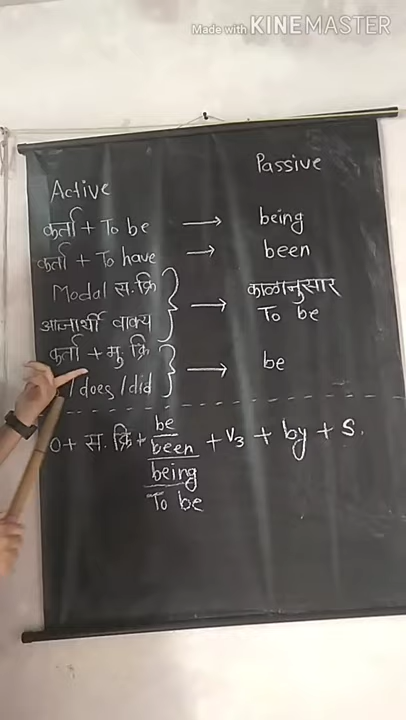 Made with KINEMASTER
Active Passive
कर्ता + To be → being
कर्ता + To have → been
Modal स.क्रि
आज्ञार्थी वाक्य } → काळानुसार To be
कर्ता + मु.क्रि
/does/did } → be
O + स.क्रि + be
been + V3 + by + S.
being
To be